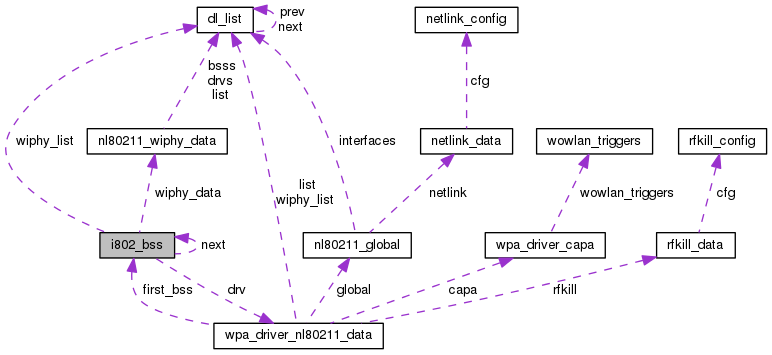 dl_list
prev
next
netlink_config
bsss
drvs
list
cfg
wiphy_list
nl80211_wiphy_data
interfaces
netlink_data
wowlan_triggers
rfkill_config
wiphy_data
list
wiphy_list
netlink
wowlan_triggers
cfg
i802_bss
next
nl80211_global
wpa_driver_capa
rfkill_data
first_bss
drv
global
capa
rfkill
wpa_driver_nl80211_data